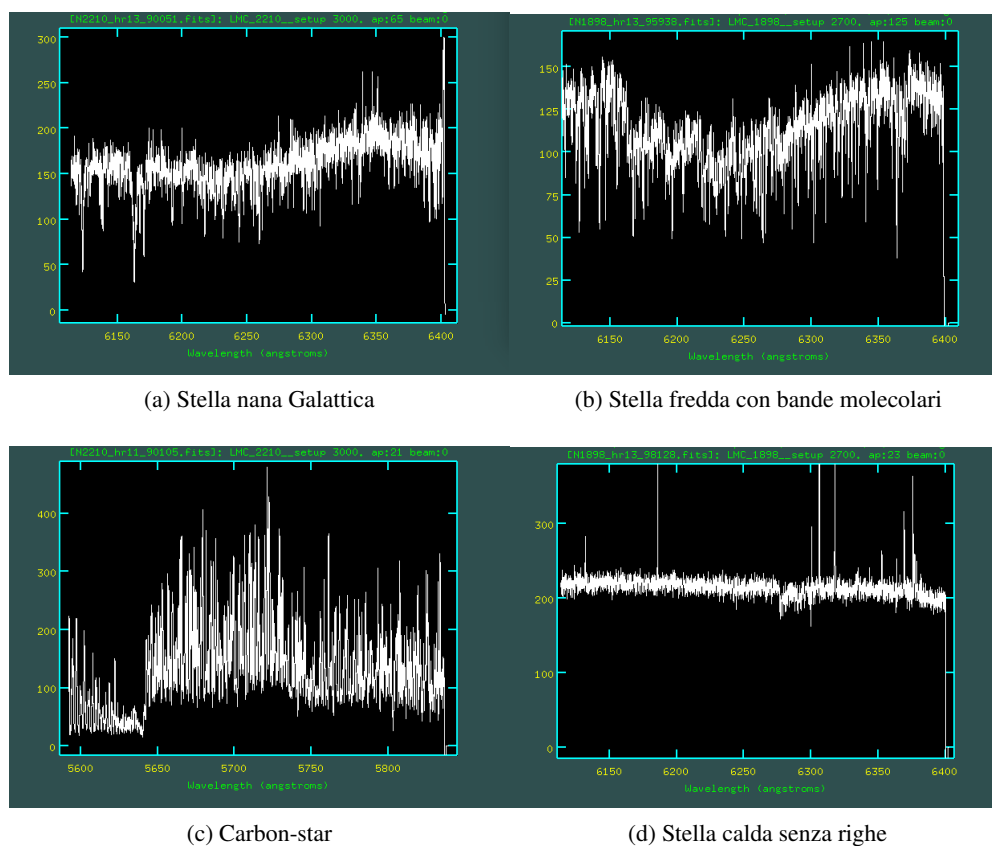 [N2210_hr13_90051.fits]: LMC_2210__setup 3000. ap:65 beam:0
300
250
200
150
100
50
0
6150 6200 6250 6300 6350 6400
Wavelength (angstroms)
(a) Stella nana Galattica
[N1898_hr13_95938.fits]: LMC_1898__setup 2700. ap:125 beam:0
150
125
100
75
50
25
0
6150 6200 6250 6300 6350 6400
Wavelength (angstroms)
(b) Stella fredda con bande molecolari
[N2210_hr11_90105.fits]: LMC_2210__setup 3000. ap:21 beam:0
400
300
200
100
0
5600 5650 5700 5750 5800
Wavelength (angstroms)
(c) Carbon-star
[N1898_hr13_98128.fits]: LMC_1898__setup 2700. ap:23 beam:0
300
200
100
0
6150 6200 6250 6300 6350 6400
Wavelength (angstroms)
(d) Stella calda senza righe